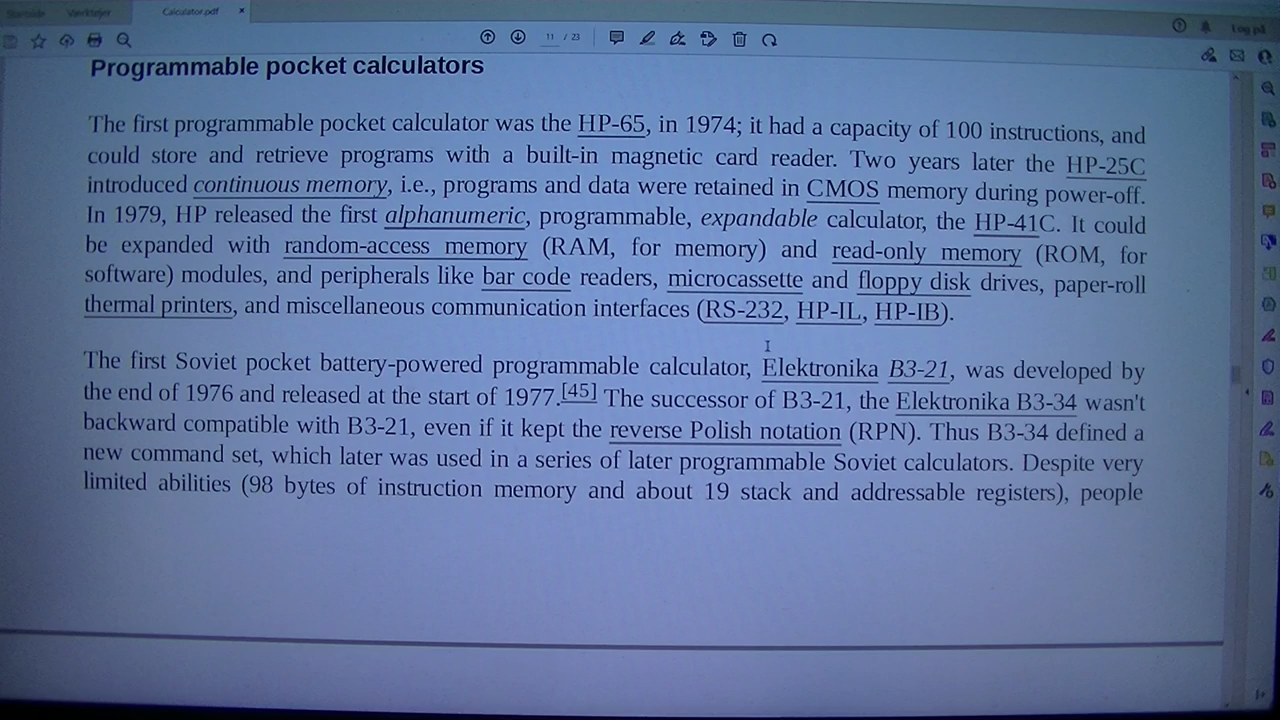 Startside Værktøjer Calculator.pdf ×
11 / 23
Log på
Programmable pocket calculators
The first programmable pocket calculator was the HP-65, in 1974; it had a capacity of 100 instructions, and
could store and retrieve programs with a built-in magnetic card reader. Two years later the HP-25C
introduced continuous memory, i.e., programs and data were retained in CMOS memory during power-off.
In 1979, HP released the first alphanumeric, programmable, expandable calculator, the HP-41C. It could
be expanded with random-access memory (RAM, for memory) and read-only memory (ROM, for
software) modules, and peripherals like bar code readers, microcassette and floppy disk drives, paper-roll
thermal printers, and miscellaneous communication interfaces (RS-232, HP-IL, HP-IB).
The first Soviet pocket battery-powered programmable calculator, Elektronika B3-21, was developed by
the end of 1976 and released at the start of 1977.[45] The successor of B3-21, the Elektronika B3-34 wasn't
backward compatible with B3-21, even if it kept the reverse Polish notation (RPN). Thus B3-34 defined a
new command set, which later was used in a series of later programmable Soviet calculators. Despite very
limited abilities (98 bytes of instruction memory and about 19 stack and addressable registers), people